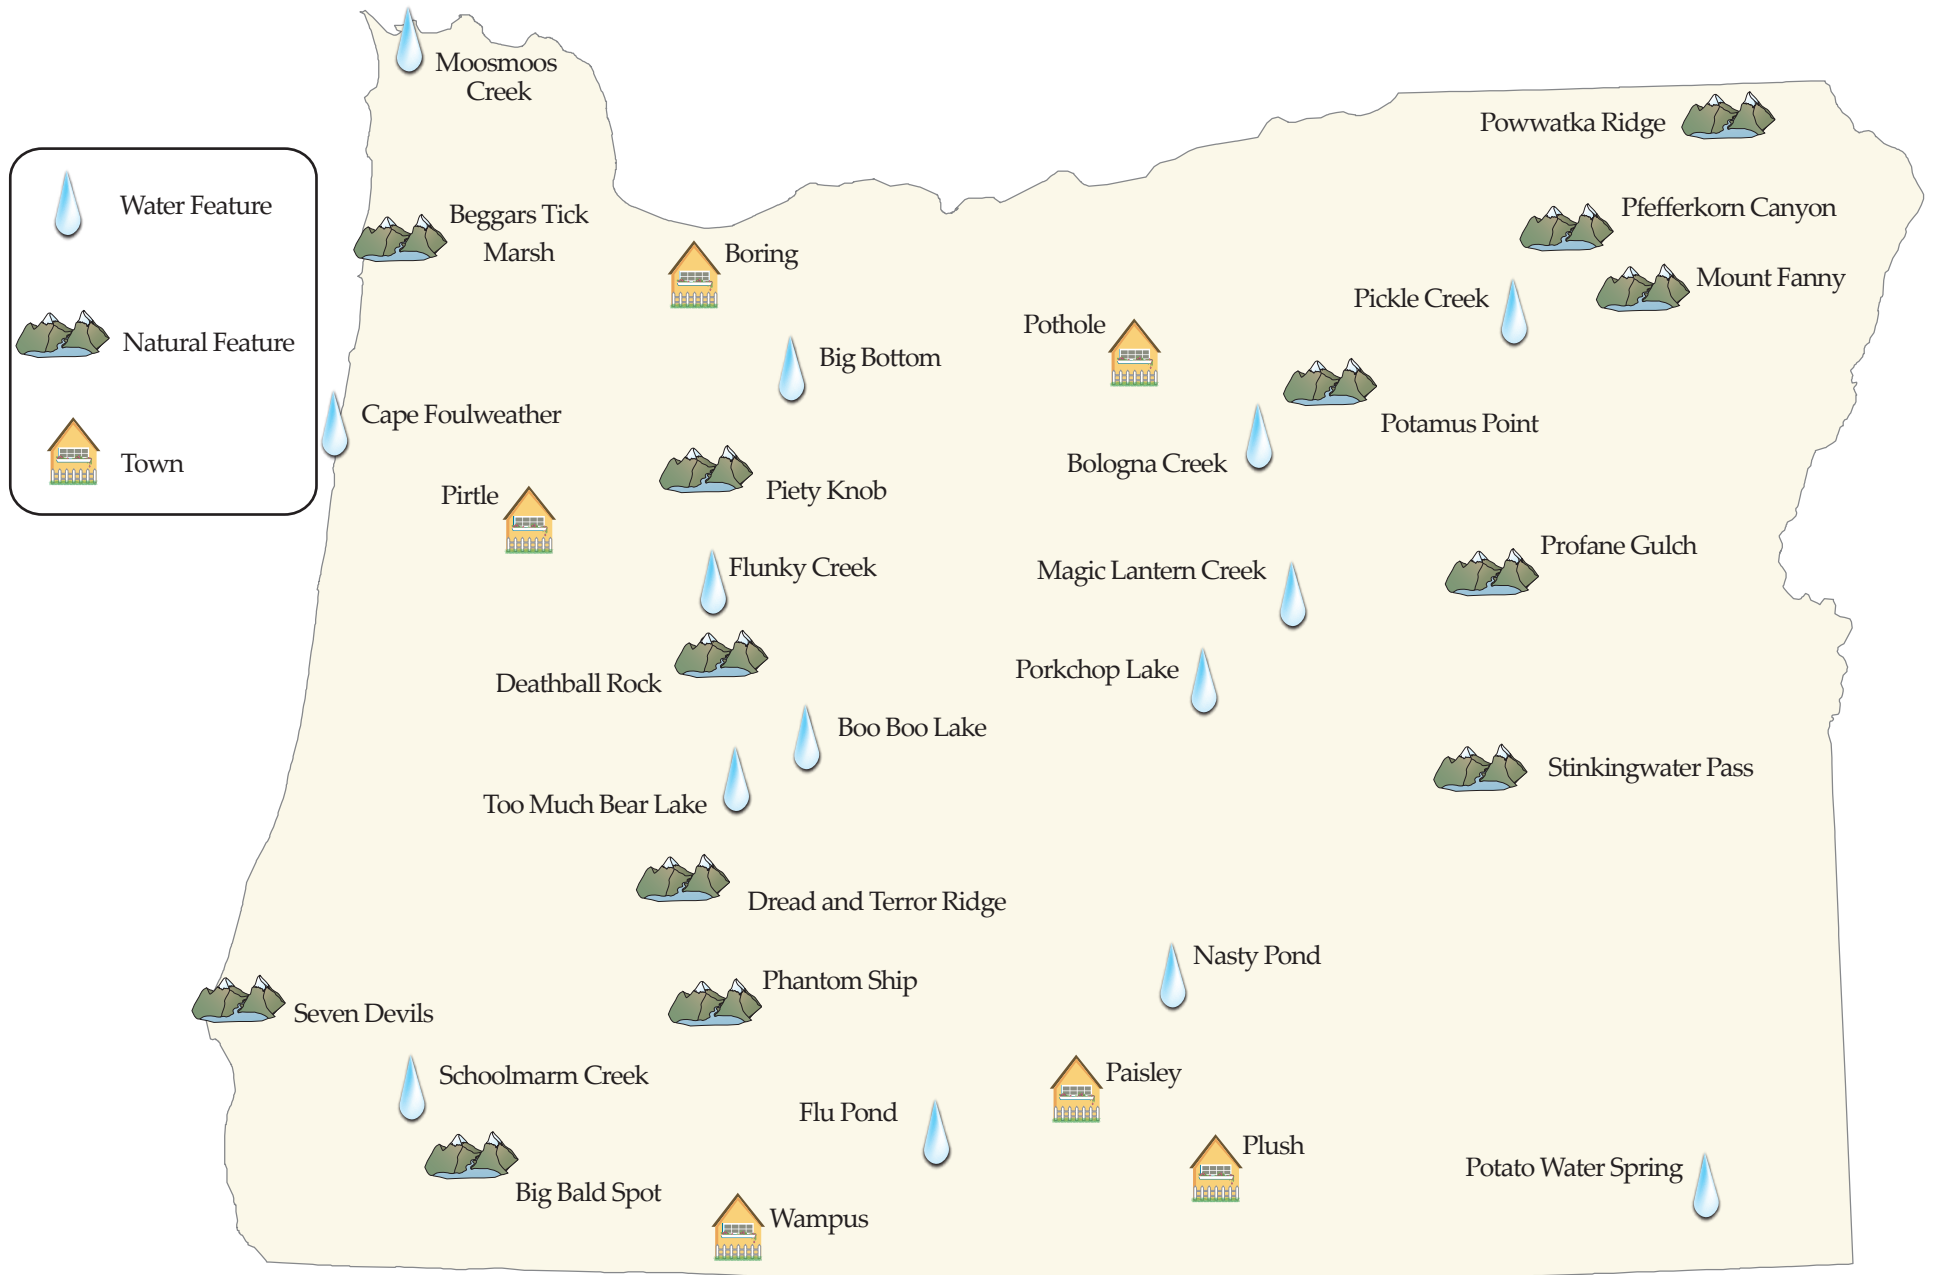 Moosmoos
Creek
Powwatka Ridge
Water Feature
Natural Feature
Town
Beggars Tick
Marsh
Boring
Pfefferkorn Canyon
Mount Fanny
Pickle Creek
Pothole
Big Bottom
Potamus Point
Cape Foulweather
Bologna Creek
Piety Knob
Pirtle
Profane Gulch
Flunky Creek
Magic Lantern Creek
Porkchop Lake
Deathball Rock
Boo Boo Lake
Stinkingwater Pass
Too Much Bear Lake
Dread and Terror Ridge
Nasty Pond
Phantom Ship
Seven Devils
Schoolmarm Creek
Paisley
Flu Pond
Plush
Potato Water Spring
Big Bald Spot
Wampus